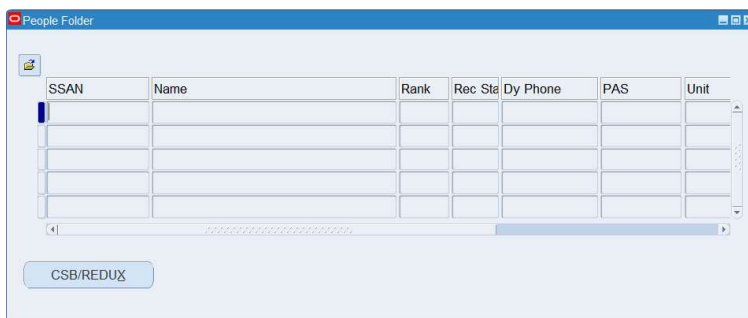 People Folder
SSAN Name Rank Rec Sta Dy Phone PAS Unit
CSB/REDUX